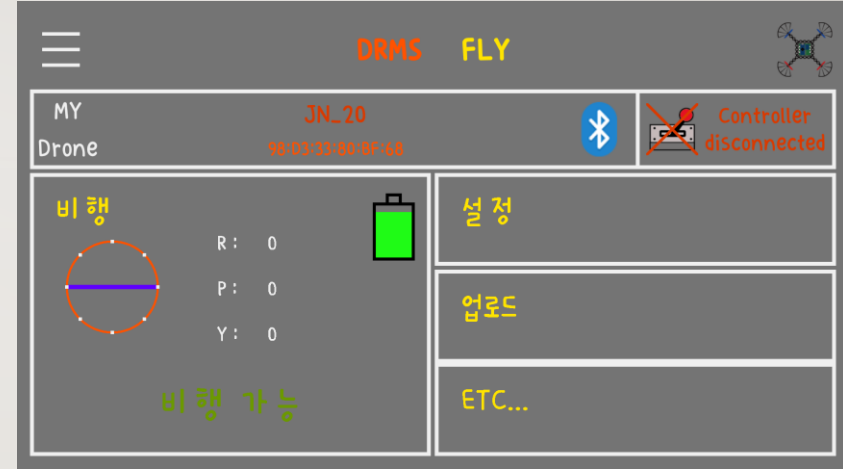 DRMS FLY
MY Drone
JN_20
98:D3:33:80:8F:68
Controller
disconnected
비행
R: 0
P: 0
Y: 0
비행 가능
설정
업로드
ETC...